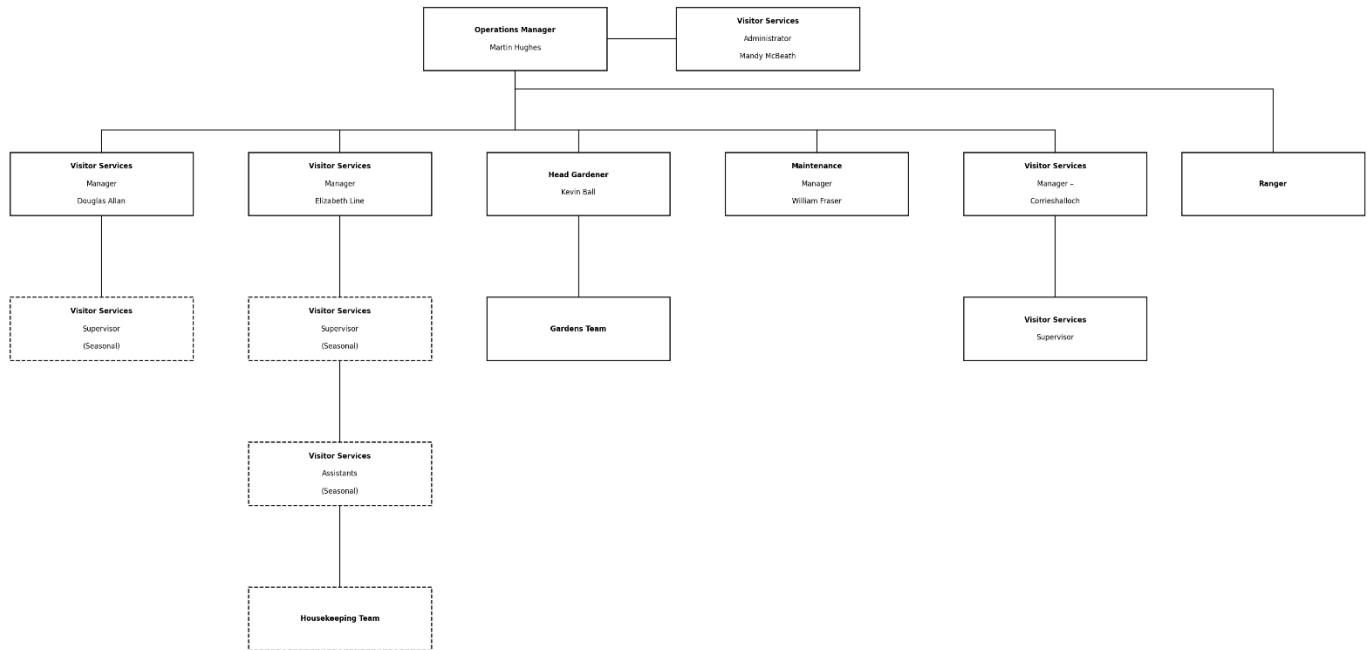 Operations Manager
Martin Hughes
Visitor Services
Administrator
Mandy McBeath
Visitor Services
Manager
Douglas Allan
Visitor Services
Manager
Elizabeth Line
Head Gardener
Kevin Ball
Maintenance
Manager
William Fraser
Visitor Services
Manager –
Corrieshalloch
Ranger
Visitor Services
Supervisor
(Seasonal)
Visitor Services
Supervisor
(Seasonal)
Gardens Team
Visitor Services
Supervisor
Visitor Services
Assistants
(Seasonal)
Housekeeping Team